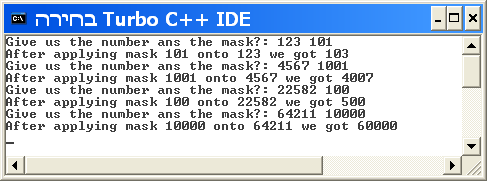 בחירה Turbo C++ IDE
Give us the number ans the mask?: 123 101
After applying mask 101 onto 123 we got 103
Give us the number ans the mask?: 4567 1001
After applying mask 1001 onto 4567 we got 4007
Give us the number ans the mask?: 22582 100
After applying mask 100 onto 22582 we got 500
Give us the number ans the mask?: 64211 10000
After applying mask 10000 onto 64211 we got 60000